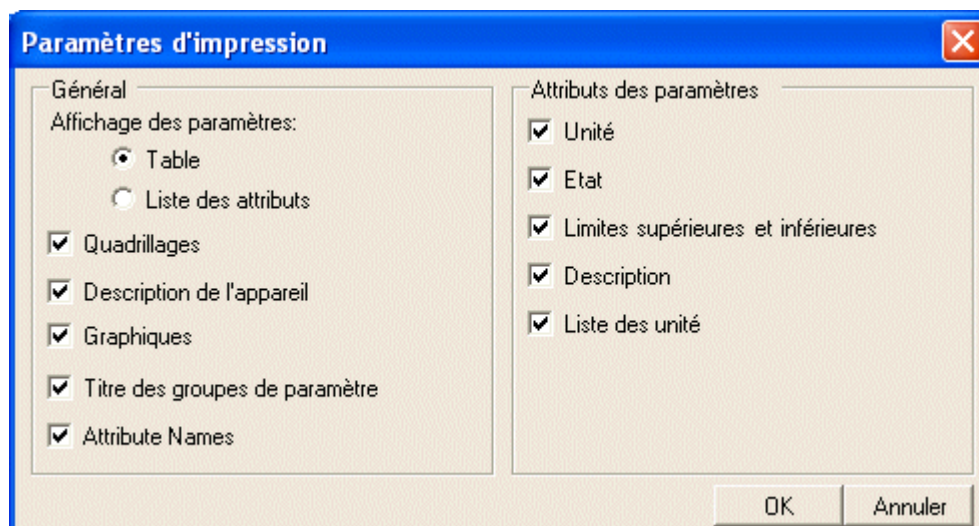 Paramètres d'impression
Général
Affichage des paramètres:
Table
Liste des attributs
Quadrillages
Description de l'appareil
Graphiques
Titre des groupes de paramètre
Attribute Names
Attributs des paramètres
Unité
Etat
Limites supérieures et inférieures
Description
Liste des unité
OK
Annuler